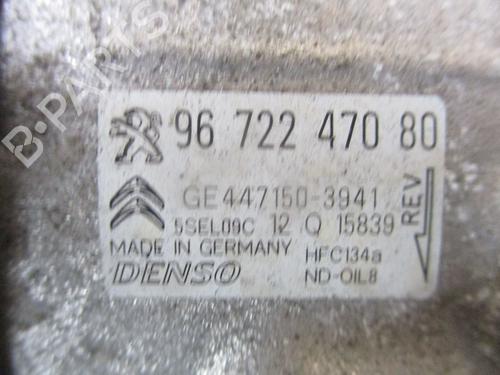 96 722 470 80
GE447150-3941
5SEL09C 12 Q 15839
MADE IN GERMANY HFC134a
DENSO ND-OIL8
REV
B-PARTS